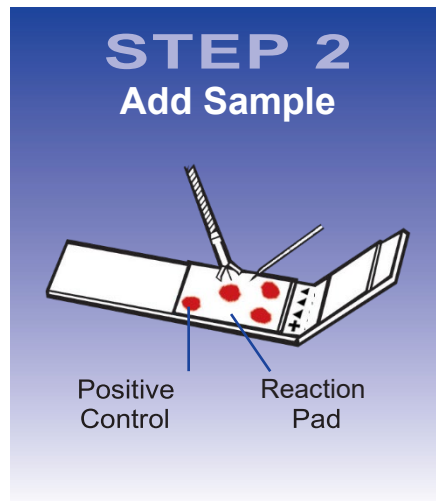 STEP 2
Add Sample
+
Positive
Control
Reaction
Pad